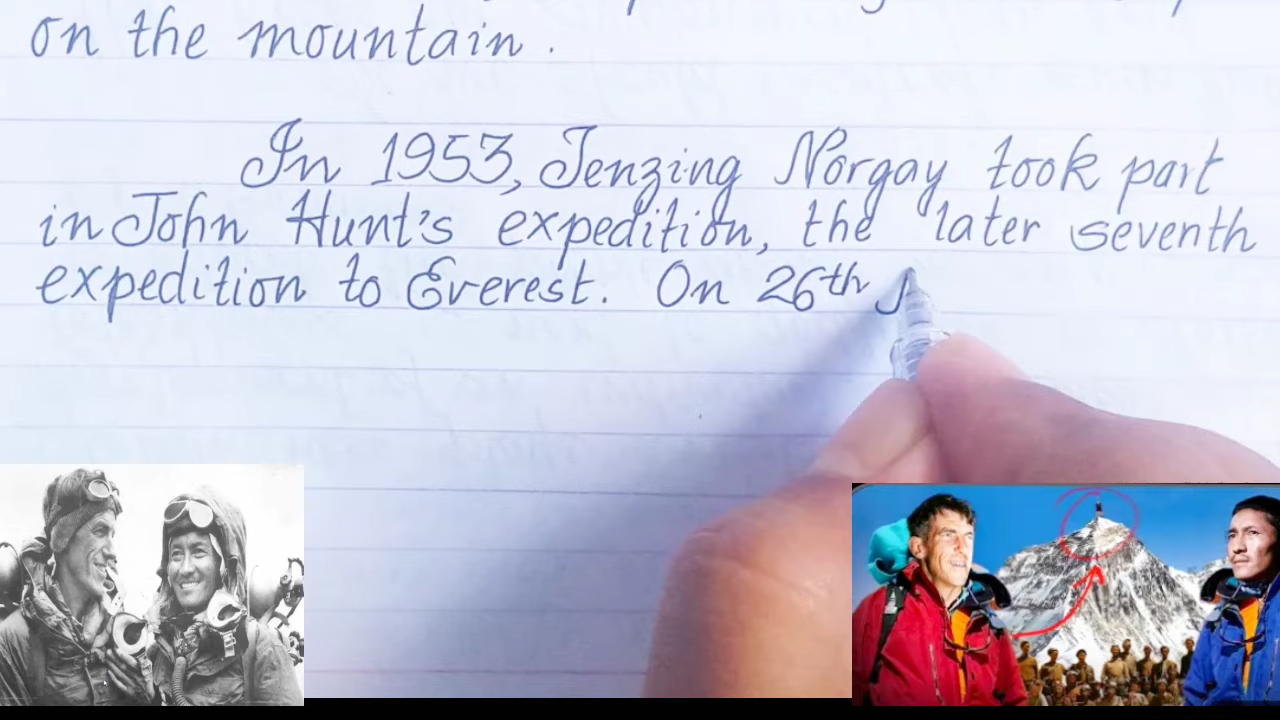 on the mountain.
In 1953, Tenzing Norgay took part
in John Hunt's expedition, the later seventh
expedition to Everest. On 26th